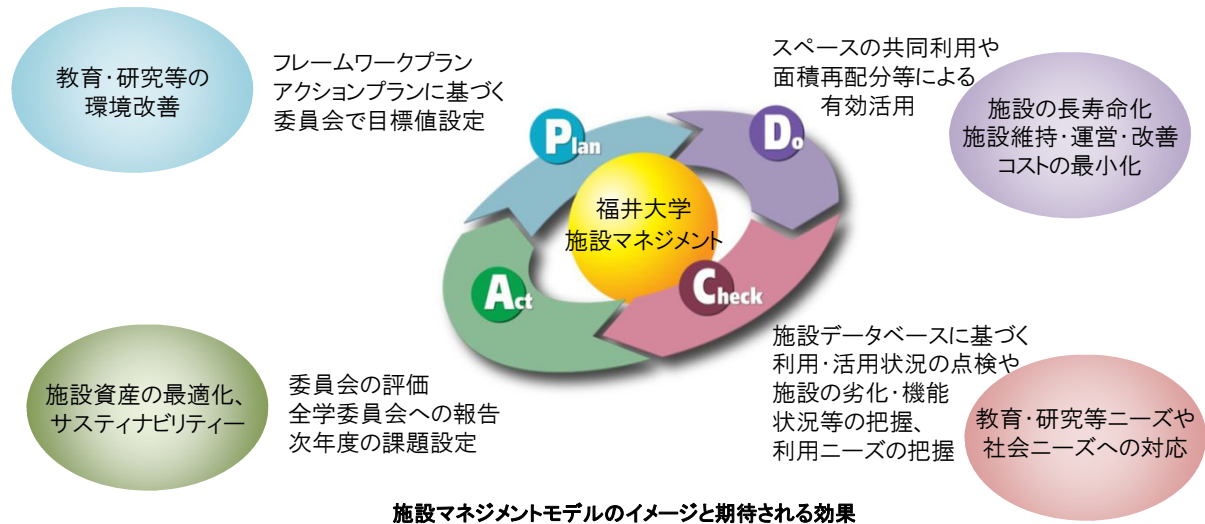 教育・研究等の
環境改善
フレームワークプラン
アクションプランに基づく
委員会で目標値設定
スペースの共同利用や
面積再配分等による
有効活用
施設の長寿命化
施設維持・運営・改善
コストの最小化
Plan
Do
福井大学
施設マネジメント
Act
Check
施設資産の最適化、
サスティナビリティー
委員会の評価
全学委員会への報告
次年度の課題設定
施設データベースに基づく
利用・活用状況の点検や
施設の劣化・機能
状況等の把握、
利用ニーズの把握
教育・研究等ニーズや
社会ニーズへの対応
施設マネジメントモデルのイメージと期待される効果